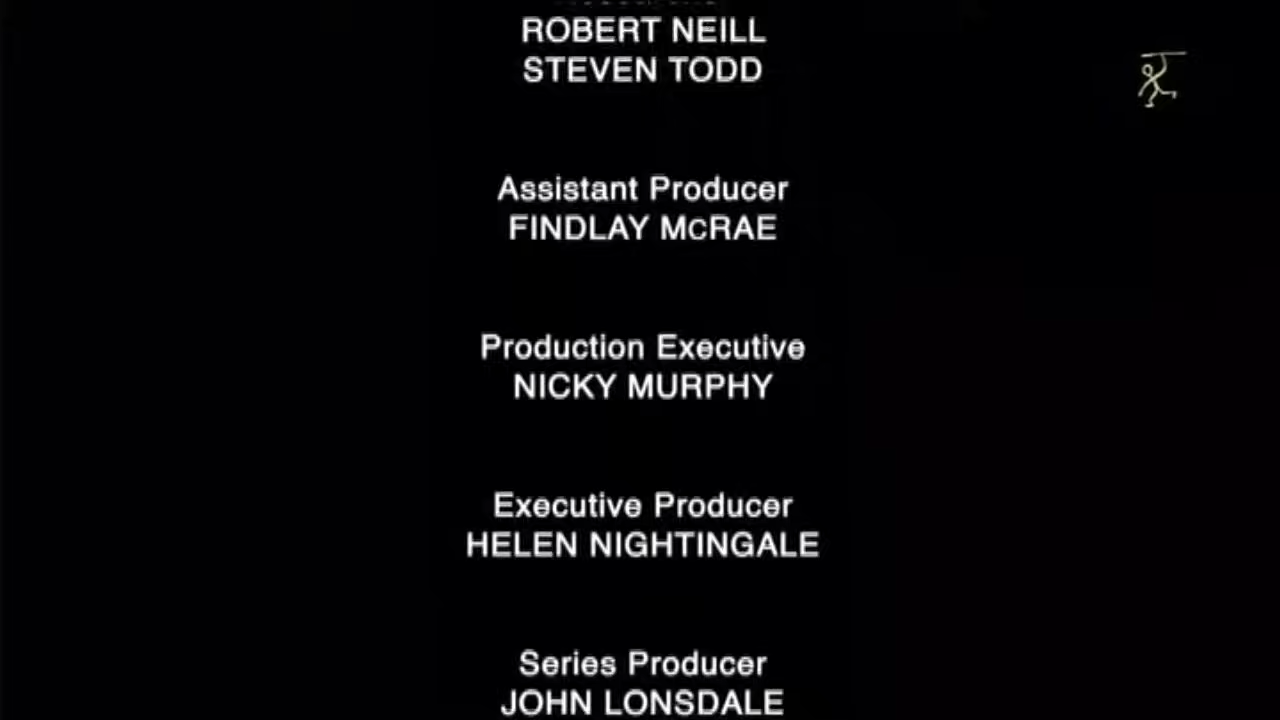 ROBERT NEILL
STEVEN TODD
Assistant Producer
FINDLAY McRAE
Production Executive
NICKY MURPHY
Executive Producer
HELEN NIGHTINGALE
Series Producer
JOHN LONSDALE